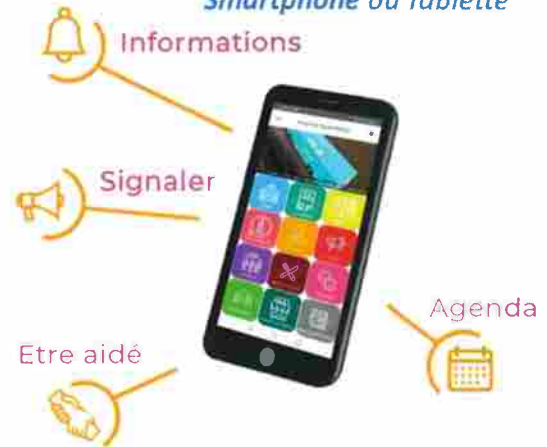 Smartphone ou Tablette
Informations
Signaler
Agenda
Etre aidé